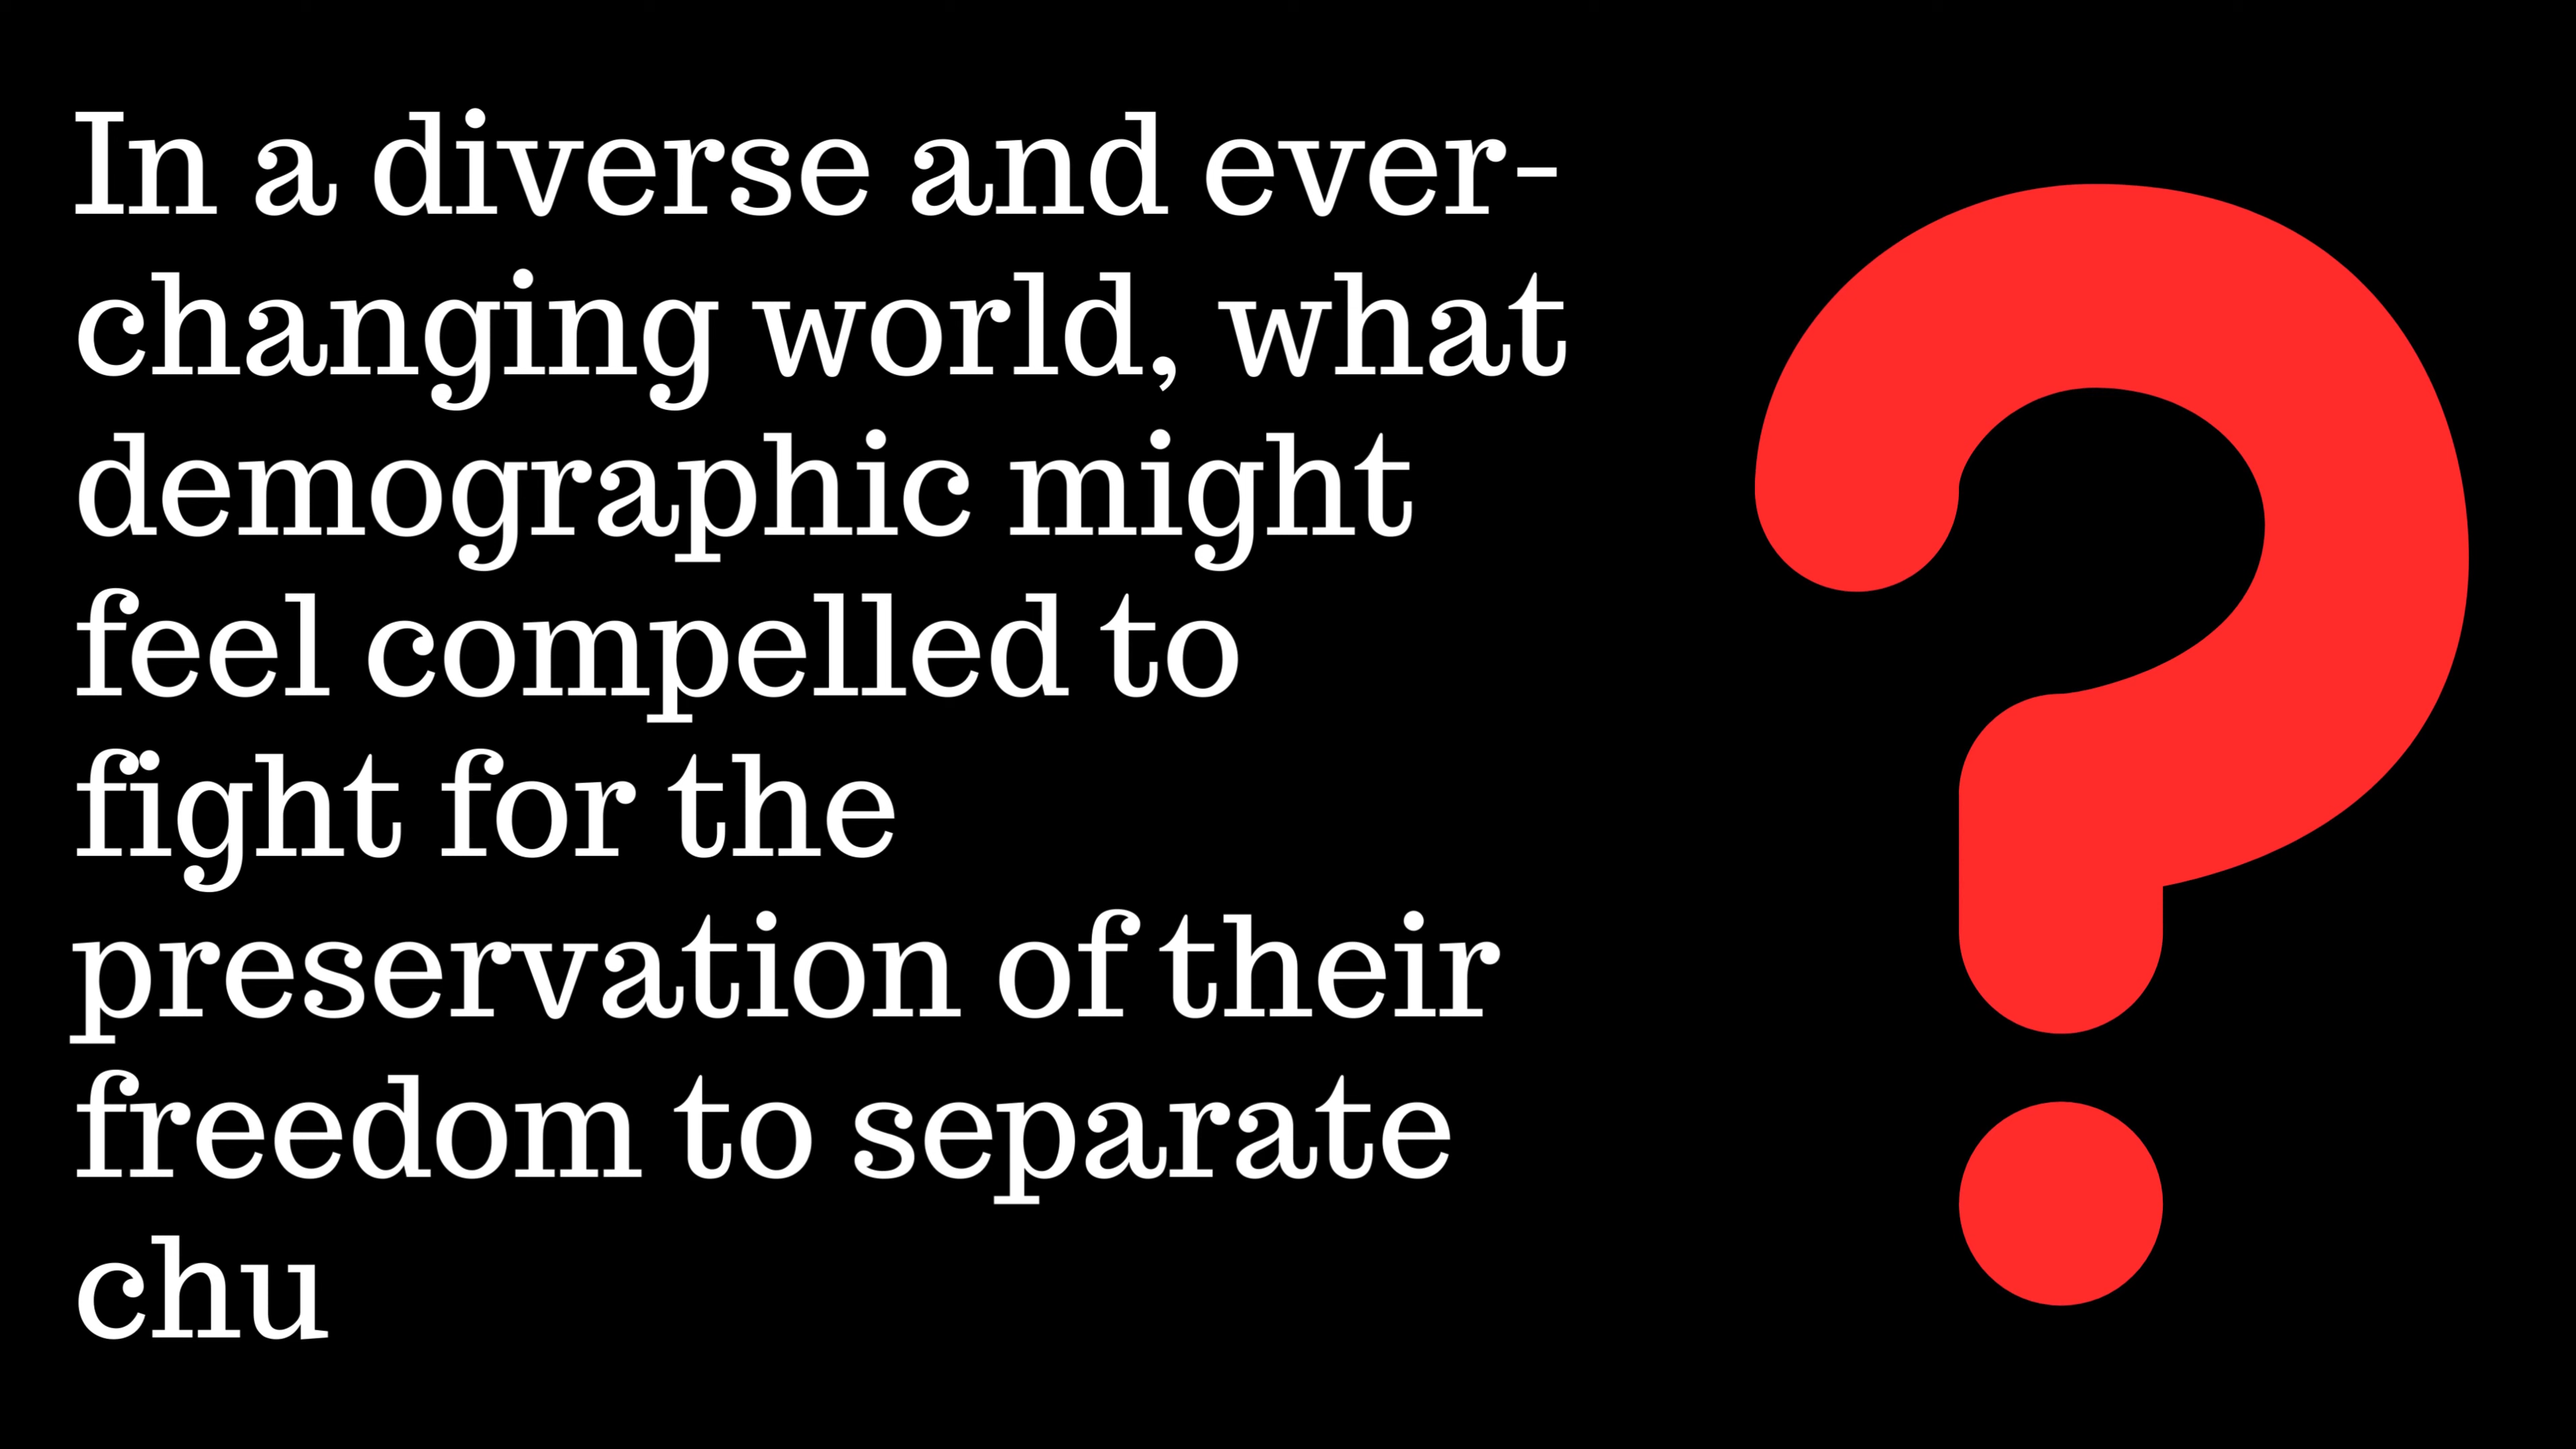 In a diverse and ever-
changing world, what
demographic might
feel compelled to
fight for the
preservation of their
freedom to separate
chu
?